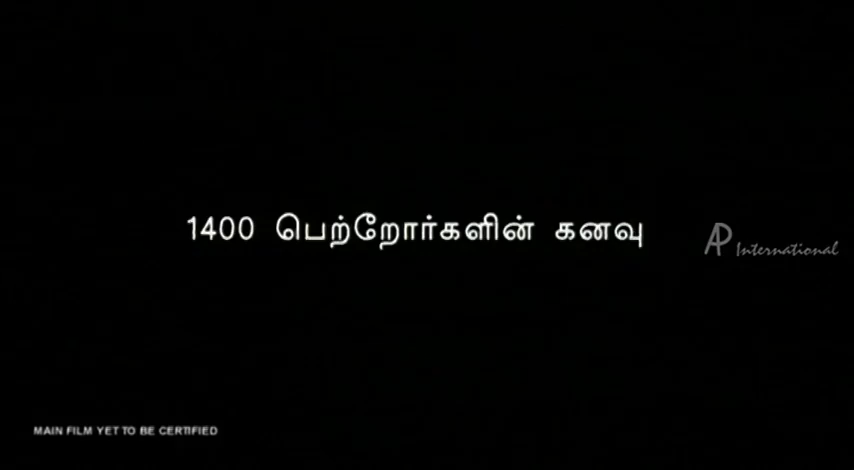 1400 பெற்றோர்களின் கனவு
AP International
MAIN FILM YET TO BE CERTIFIED